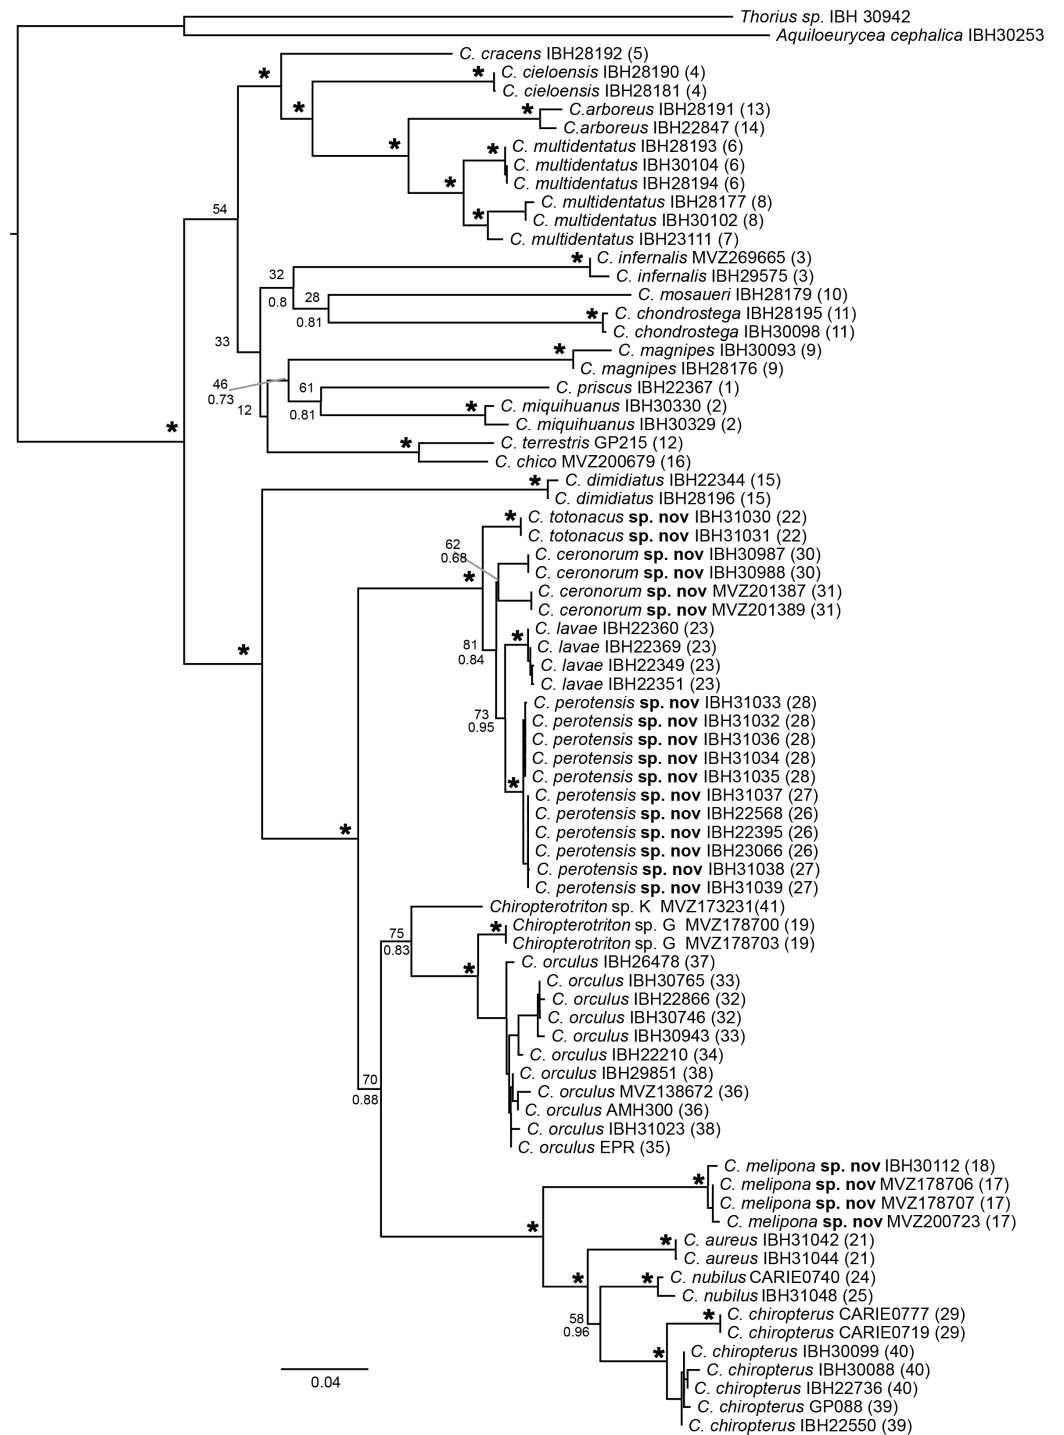 Thorius sp. IBH 30942
Aquiloeurycea cephalica IBH30253
C. cracens IBH28192 (5)
* C. cieloensis IBH28190 (4)
*
C. cieloensis IBH28181 (4)
* * C.arboreus IBH28191 (13)
C.arboreus IBH22847 (14)
* * C. multidentatus IBH28193 (6)
C. multidentatus IBH30104 (6)
* C. multidentatus IBH28194 (6)
C. multidentatus IBH28177 (8)
54 * C. multidentatus IBH30102 (8)
C. multidentatus IBH23111 (7)
* C. infernalis MVZ269665 (3)
32 C. infernalis IBH29575 (3)
0.8 28 C. mosaueri IBH28179 (10)
0.81 * C. chondrostega IBH28195 (11)
C. chondrostega IBH30098 (11)
33 * C. magnipes IBH30093 (9)
C. magnipes IBH28176 (9)
46 61 C. priscus IBH22367 (1)
0.73 * C. miquihuanus IBH30330 (2)
12 0.81
* C. miquihuanus IBH30329 (2)
* C. terrestris GP215 (12)
C. chico MVZ200679 (16)
* C. dimidiatus IBH22344 (15)
C. dimidiatus IBH28196 (15)
* C. totonacus sp. nov IBH31030 (22)
C. totonacus sp. nov IBH31031 (22)
62
0.68 C. ceronorum sp. nov IBH30987 (30)
* C. ceronorum sp. nov IBH30988 (30)
C. ceronorum sp. nov MVZ201387 (31)
C. ceronorum sp. nov MVZ201389 (31)
* C. lavae IBH22360 (23)
* 81 C. lavae IBH22369 (23)
0.84 C. lavae IBH22349 (23)
C. lavae IBH22351 (23)
C. perotensis sp. nov IBH31033 (28)
73 C. perotensis sp. nov IBH31032 (28)
0.95 C. perotensis sp. nov IBH31036 (28)
C. perotensis sp. nov IBH31034 (28)
* C. perotensis sp. nov IBH31035 (28)
C. perotensis sp. nov IBH31037 (27)
C. perotensis sp. nov IBH22568 (26)
* C. perotensis sp. nov IBH22395 (26)
C. perotensis sp. nov IBH23066 (26)
C. perotensis sp. nov IBH31038 (27)
C. perotensis sp. nov IBH31039 (27)
Chiropterotriton sp. K MVZ173231(41)
75 * Chiropterotriton sp. G MVZ178700 (19)
0.83 Chiropterotriton sp. G MVZ178703 (19)
* C. orculus IBH26478 (37)
C. orculus IBH30765 (33)
C. orculus IBH22866 (32)
C. orculus IBH30746 (32)
C. orculus IBH30943 (33)
C. orculus IBH22210 (34)
70 C. orculus IBH29851 (38)
0.88 C. orculus MVZ138672 (36)
C. orculus AMH300 (36)
C. orculus IBH31023 (38)
C. orculus EPR (35)
C. melipona sp. nov IBH30112 (18)
* C. melipona sp. nov MVZ178706 (17)
C. melipona sp. nov MVZ178707 (17)
* C. melipona sp. nov MVZ200723 (17)
* C. aureus IBH31042 (21)
C. aureus IBH31044 (21)
* * C. nubilus CARIE0740 (24)
C. nubilus IBH31048 (25)
58 * C. chiropterus CARIE0777 (29)
0.96 C. chiropterus CARIE0719 (29)
* C. chiropterus IBH30099 (40)
C. chiropterus IBH30088 (40)
0.04 C. chiropterus IBH22736 (40)
C. chiropterus GP088 (39)
C. chiropterus IBH22550 (39)